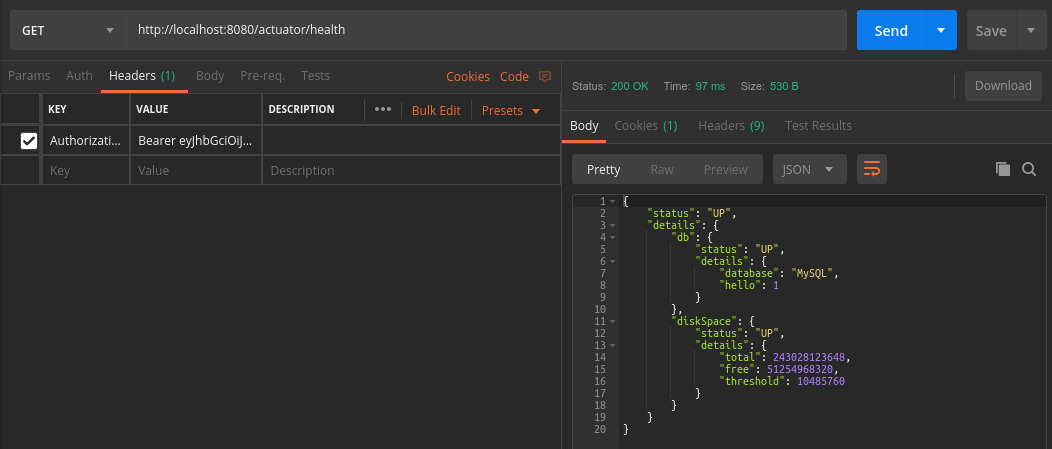 GET http://localhost:8080/actuator/health Send Save
Params Auth Headers (1) Body Pre-req. Tests Cookies Code
KEY VALUE DESCRIPTION ••• Bulk Edit Presets
Authorizati... Bearer eyJhbGciOiJ...
Key Value Description
Status: 200 OK Time: 97 ms Size: 530 B Download
Body Cookies (1) Headers (9) Test Results
Pretty Raw Preview JSON
1 {
2 "status": "UP",
3 "details": {
4 "db": {
5 "status": "UP",
6 "details": {
7 "database": "MySQL",
8 "hello": 1
9 }
10 },
11 "diskSpace": {
12 "status": "UP",
13 "details": {
14 "total": 243028123648,
15 "free": 51254968320,
16 "threshold": 10485760
17 }
18 }
19 }
20 }